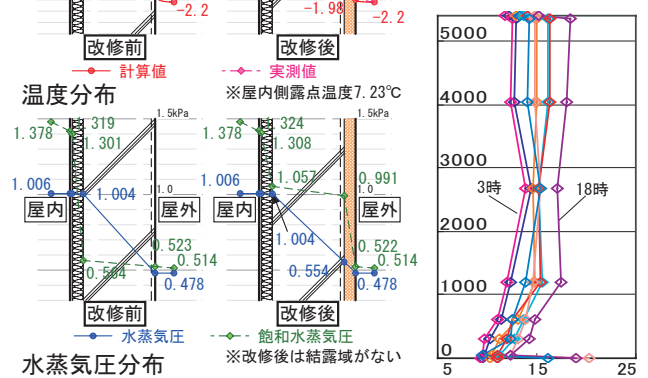 -2.2
-1.98
-2.2
改修前
改修後
計算値
実測値
温度分布
※屋内側露点温度7.23℃
1.378
.319
1.301
1.5kPa
1.378
.324
1.308
1.5kPa
1.006
1.004
1.0
1.006
1.057
0.991
1.0
屋内
屋外
屋内
屋外
1.004
0.564
0.523
0.514
0.478
0.554
0.522
0.514
0.478
改修前
改修後
水蒸気圧
飽和水蒸気圧
水蒸気圧分布
※改修後は結露域がない
5000
4000
3000
3時
18時
2000
1000
0
5
15
25